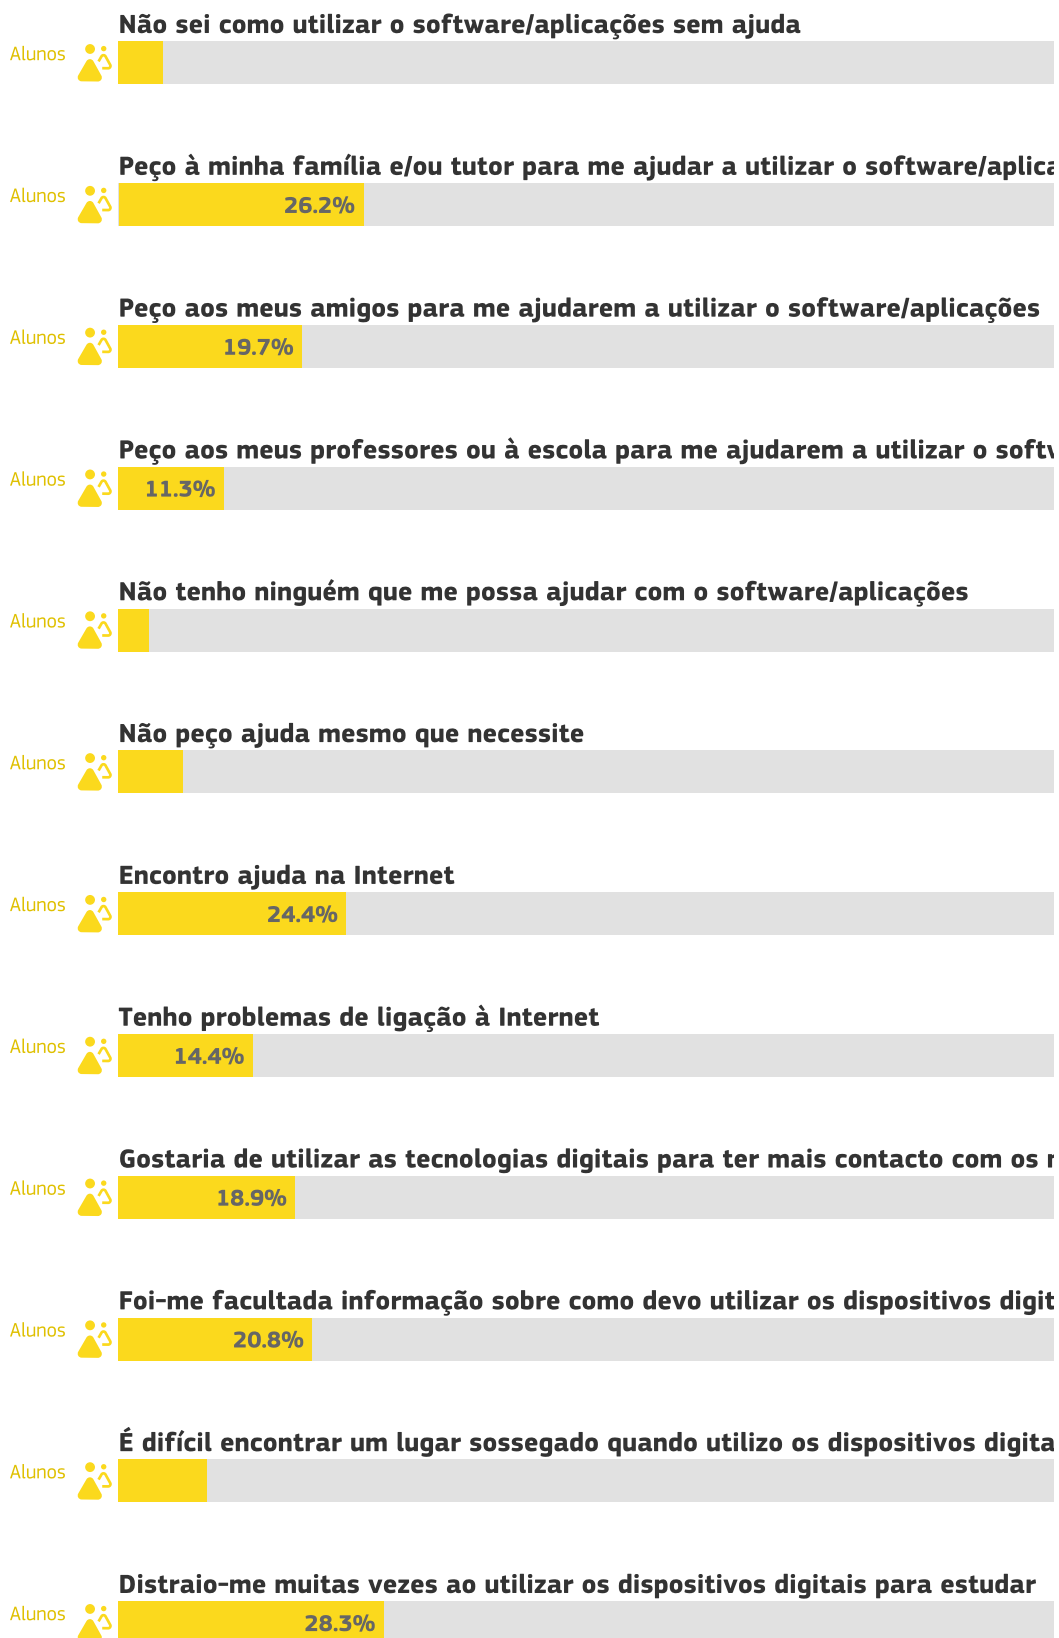 Não sei como utilizar o software/aplicações sem ajuda
Alunos
Peço à minha família e/ou tutor para me ajudar a utilizar o
Alunos
26.2%
Peço aos meus amigos para me ajudarem a utilizar o software/aplicações
Alunos
19.7%
Peço aos meus professores ou à escola para me ajudarem a utilizar o
Alunos
11.3%
Não tenho ninguém que me possa ajudar com o software/aplicações
Alunos
Não peço ajuda mesmo que necessite
Alunos
Encontro ajuda na Internet
Alunos
24.4%
Tenho problemas de ligação à Internet
Alunos
14.4%
Gostaria de utilizar as tecnologias digitais para ter mais contacto com os
Alunos
18.9%
Foi-me facultada informação sobre como devo utilizar os dispositivos
Alunos
20.8%
É difícil encontrar um lugar sossegado quando utilizo os dispositivos
Alunos
Distraio-me muitas vezes ao utilizar os dispositivos digitais para estudar
Alunos
28.3%